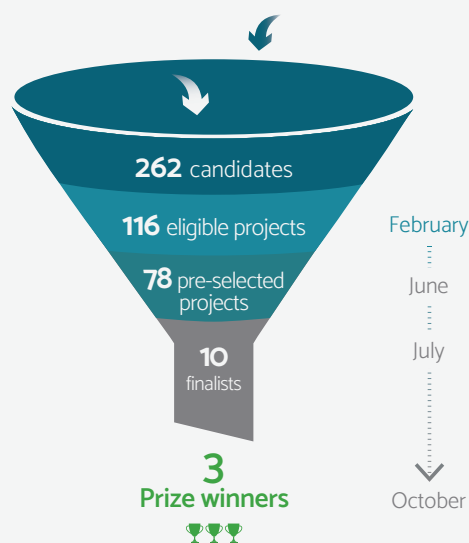 262 candidates
116 eligible projects
78 pre-selected
projects
10
finalists
3
Prize winners
February
June
July
October